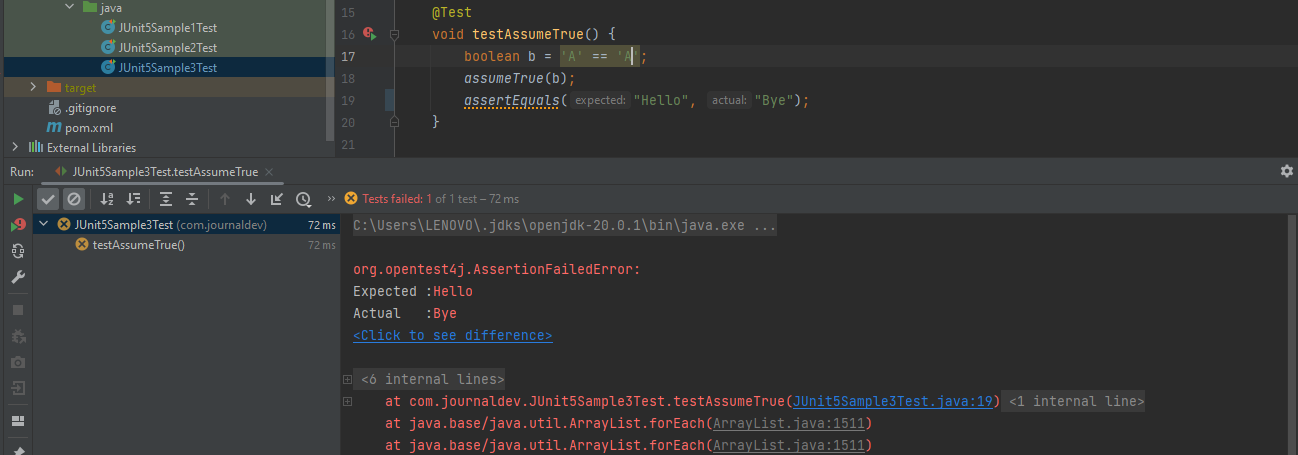 java
JUnit5Sample1Test
JUnit5Sample2Test
JUnit5Sample3Test
target
.gitignore
pom.xml
External Libraries
15 @Test
16 void testAssumeTrue() {
17 boolean b = 'A' == 'A';
18 assumeTrue(b);
19 assertEquals( expected: "Hello", actual: "Bye");
20 }
21
Run: JUnit5Sample3Test.testAssumeTrue
Tests failed: 1 of 1 test – 72 ms
JUnit5Sample3Test (com.journaldev) 72 ms
testAssumeTrue() 72 ms
C:\Users\LENOVO\.jdks\openjdk-20.0.1\bin\java.exe ...
org.opentest4j.AssertionFailedError:
Expected :Hello
Actual   :Bye
<Click to see difference>
<6 internal lines>
at com.journaldev.JUnit5Sample3Test.testAssumeTrue(JUnit5Sample3Test.java:19) <1 internal line>
at java.base/java.util.ArrayList.forEach(ArrayList.java:1511)
at java.base/java.util.ArrayList.forEach(ArrayList.java:1511)